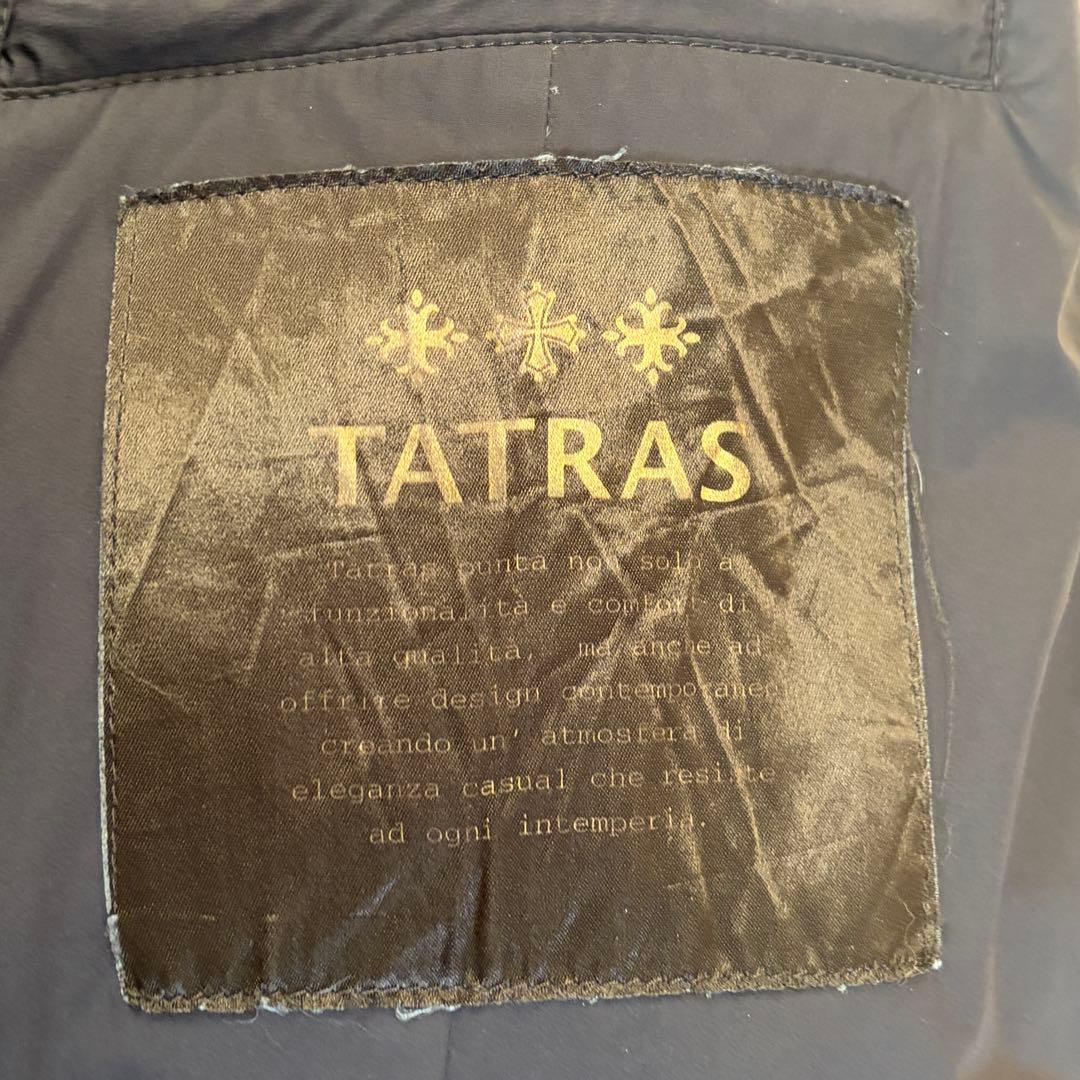 TATRAS
Tatras punta non solo a
funzionalità e comfort di
alta qualità, ma anche ad
offrire design contemporaneo
creando un' atmosfera di
eleganza casual che resiste
ad ogni intemperia.